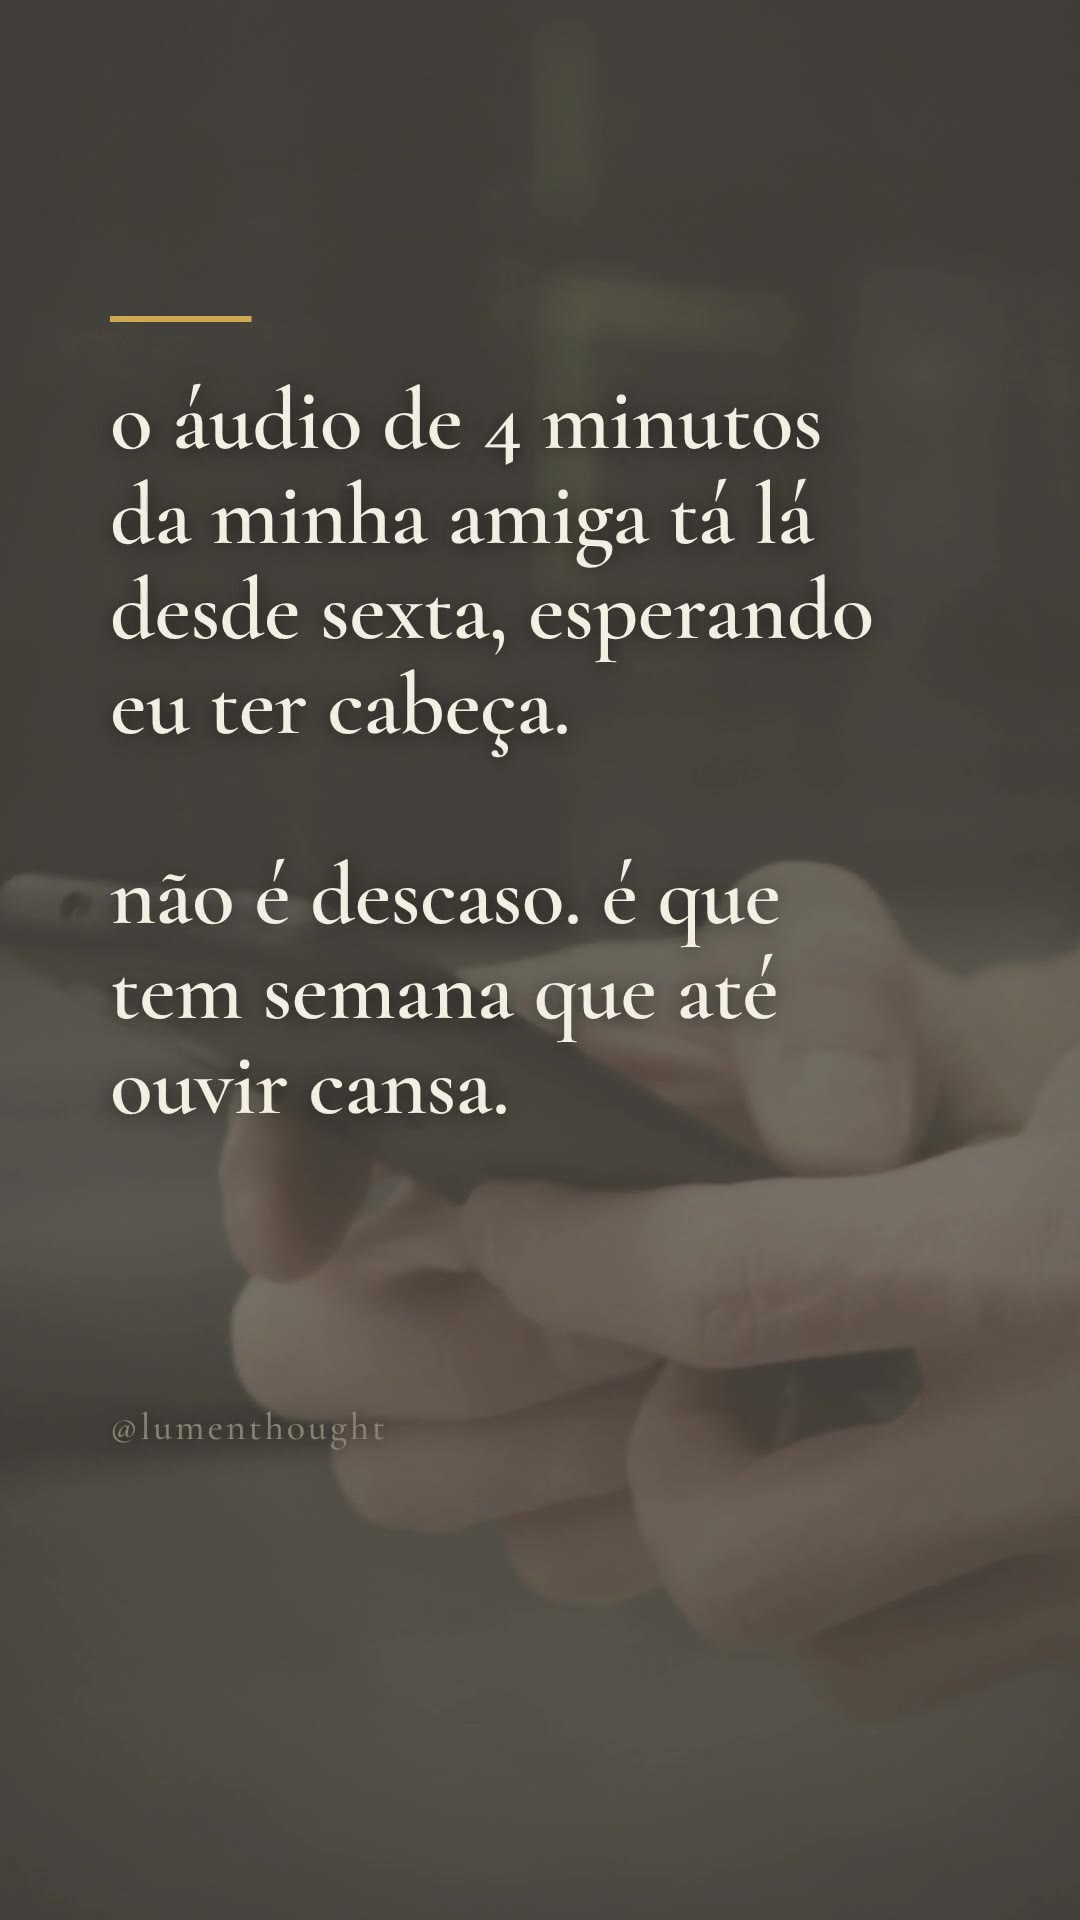 o áudio de 4 minutos
da minha amiga tá lá
desde sexta, esperando
eu ter cabeça.
não é descaso. é que
tem semana que até
ouvir cansa.
@lumenthought